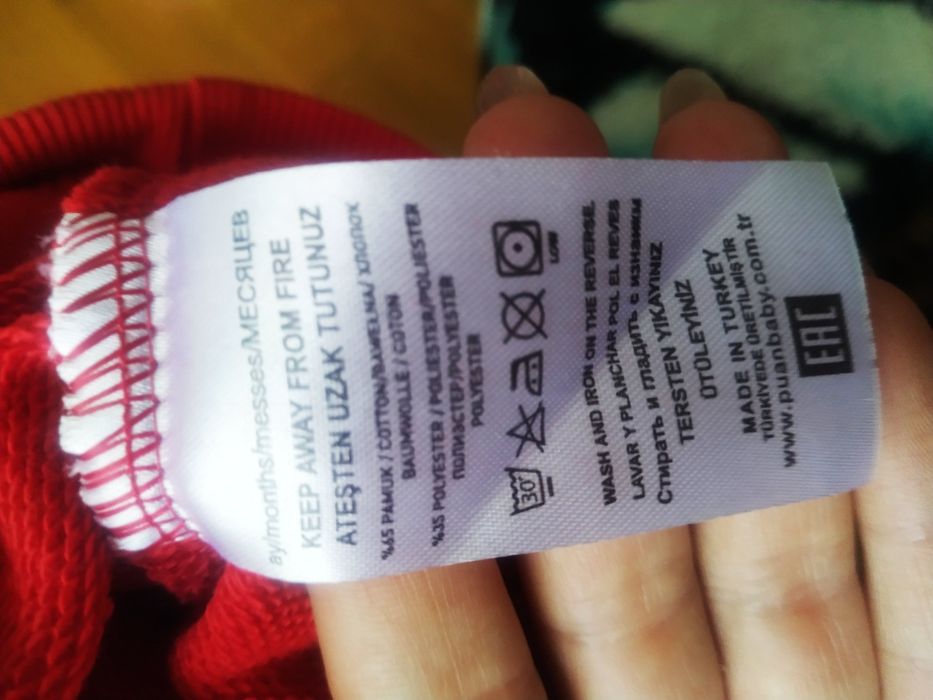 ay/months/messes/МЕСЯЦЕВ
KEEP AWAY FROM FIRE
ATEŞTEN UZAK TUTUNUZ
%65 PAMUK / COTTON/BAWELNA/ хлопок
BAUMWOLLE / COTON
%35 POLYESTER / POLIESTER/POLJESTER
полиэстер/POLYESTER
POLYESTER
30°
LOW
WASH AND IRON ON THE REVERSE.
LAVAR Y PLANCHAR POL EL REVES
Стирать и гладить с изнанки
TERSTEN YIKAYINIZ
ÜTÜLEYİNİZ
MADE IN TURKEY
TÜRKİYEDE ÜRETİLMİŞTİR
www.puanbaby.com.tr
EAC